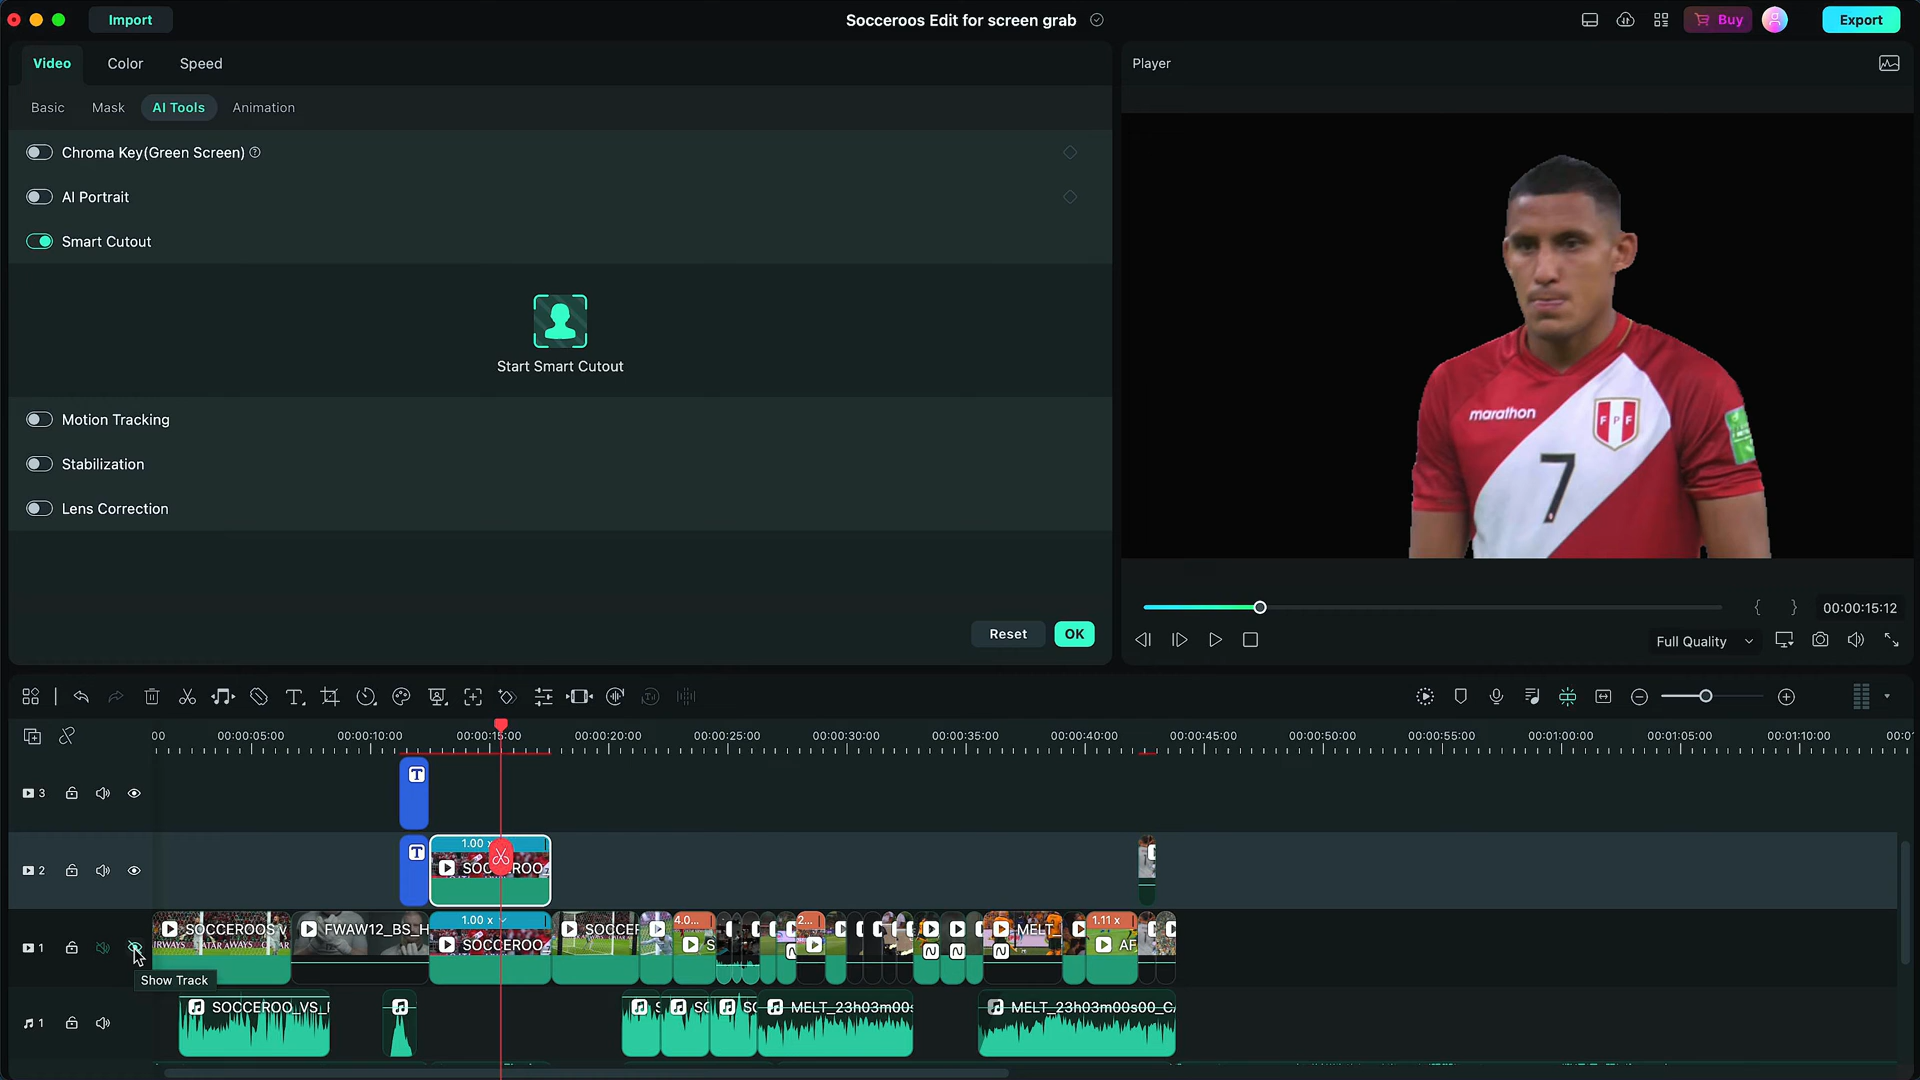 Import
Socceroos Edit for screen grab
Buy
Export
Video
Color
Speed
Player
Basic
Mask
AI Tools
Animation
Chroma Key(Green Screen)
AI Portrait
Smart Cutout
Start Smart Cutout
Motion Tracking
Stabilization
Lens Correction
Reset
OK
marathon
F P F
7
00:00:15:12
Full Quality
00 00:00:05:00 00:00:10:00 00:00:15:00 00:00:20:00 00:00:25:00 00:00:30:00 00:00:35:00 00:00:40:00 00:00:45:00 00:00:50:00 00:00:55:00 00:01:00:00 00:01:05:00 00:01:10:00 00:0
3
T
2
T
1.00 x
SOC ROO
1
SOCCEROOS V
FWAW12_BS_H
1.00 x
SOCCEROO
SOCCEF
4.0...
S
2...
MELT
1.11 x
AF
Show Track
1
SOCCEROO_VS_F
S
SC
SC
MELT_23h03m00s
MELT_23h03m00s00_CA